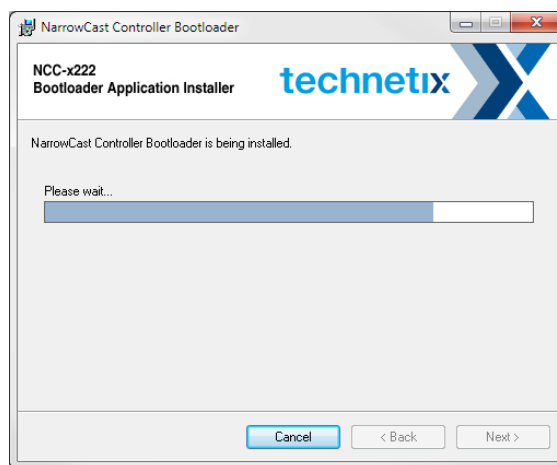 NarrowCast Controller Bootloader
NCC-x222
Bootloader Application Installer
technetix
NarrowCast Controller Bootloader is being installed.
Please wait...
Cancel
< Back
Next >